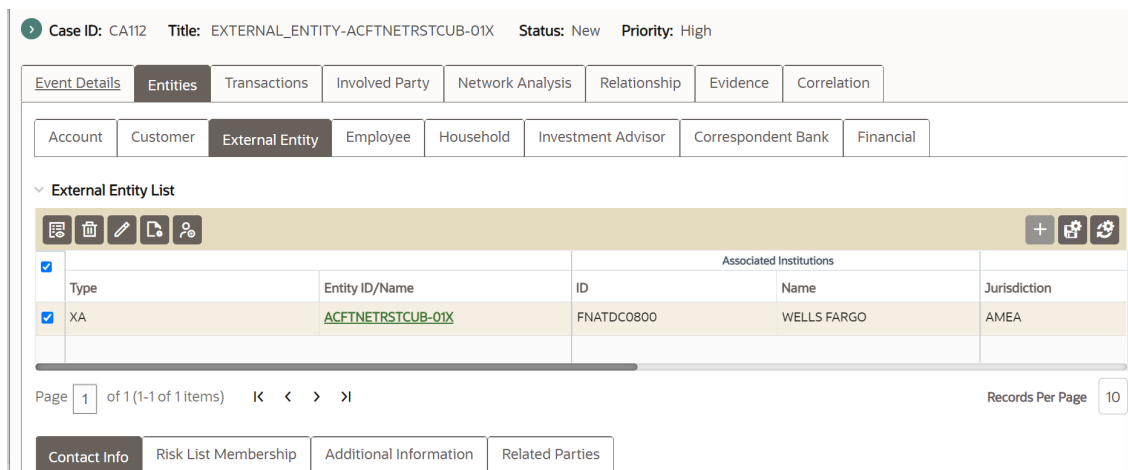 Case ID: CA112 Title: EXTERNAL_ENTITY-ACFTNETRSTCUB-01X Status: New Priority: High
Event Details Entities Transactions Involved Party Network Analysis Relationship Evidence Correlation
Account Customer External Entity Employee Household Investment Advisor Correspondent Bank Financial
External Entity List
Associated Institutions
Type Entity ID/Name ID Name Jurisdiction
XA ACFTNETRSTCUB-01X FNATDC0800 WELLS FARGO AMEA
Page 1 of 1 (1-1 of 1 items) Records Per Page 10
Contact Info Risk List Membership Additional Information Related Parties